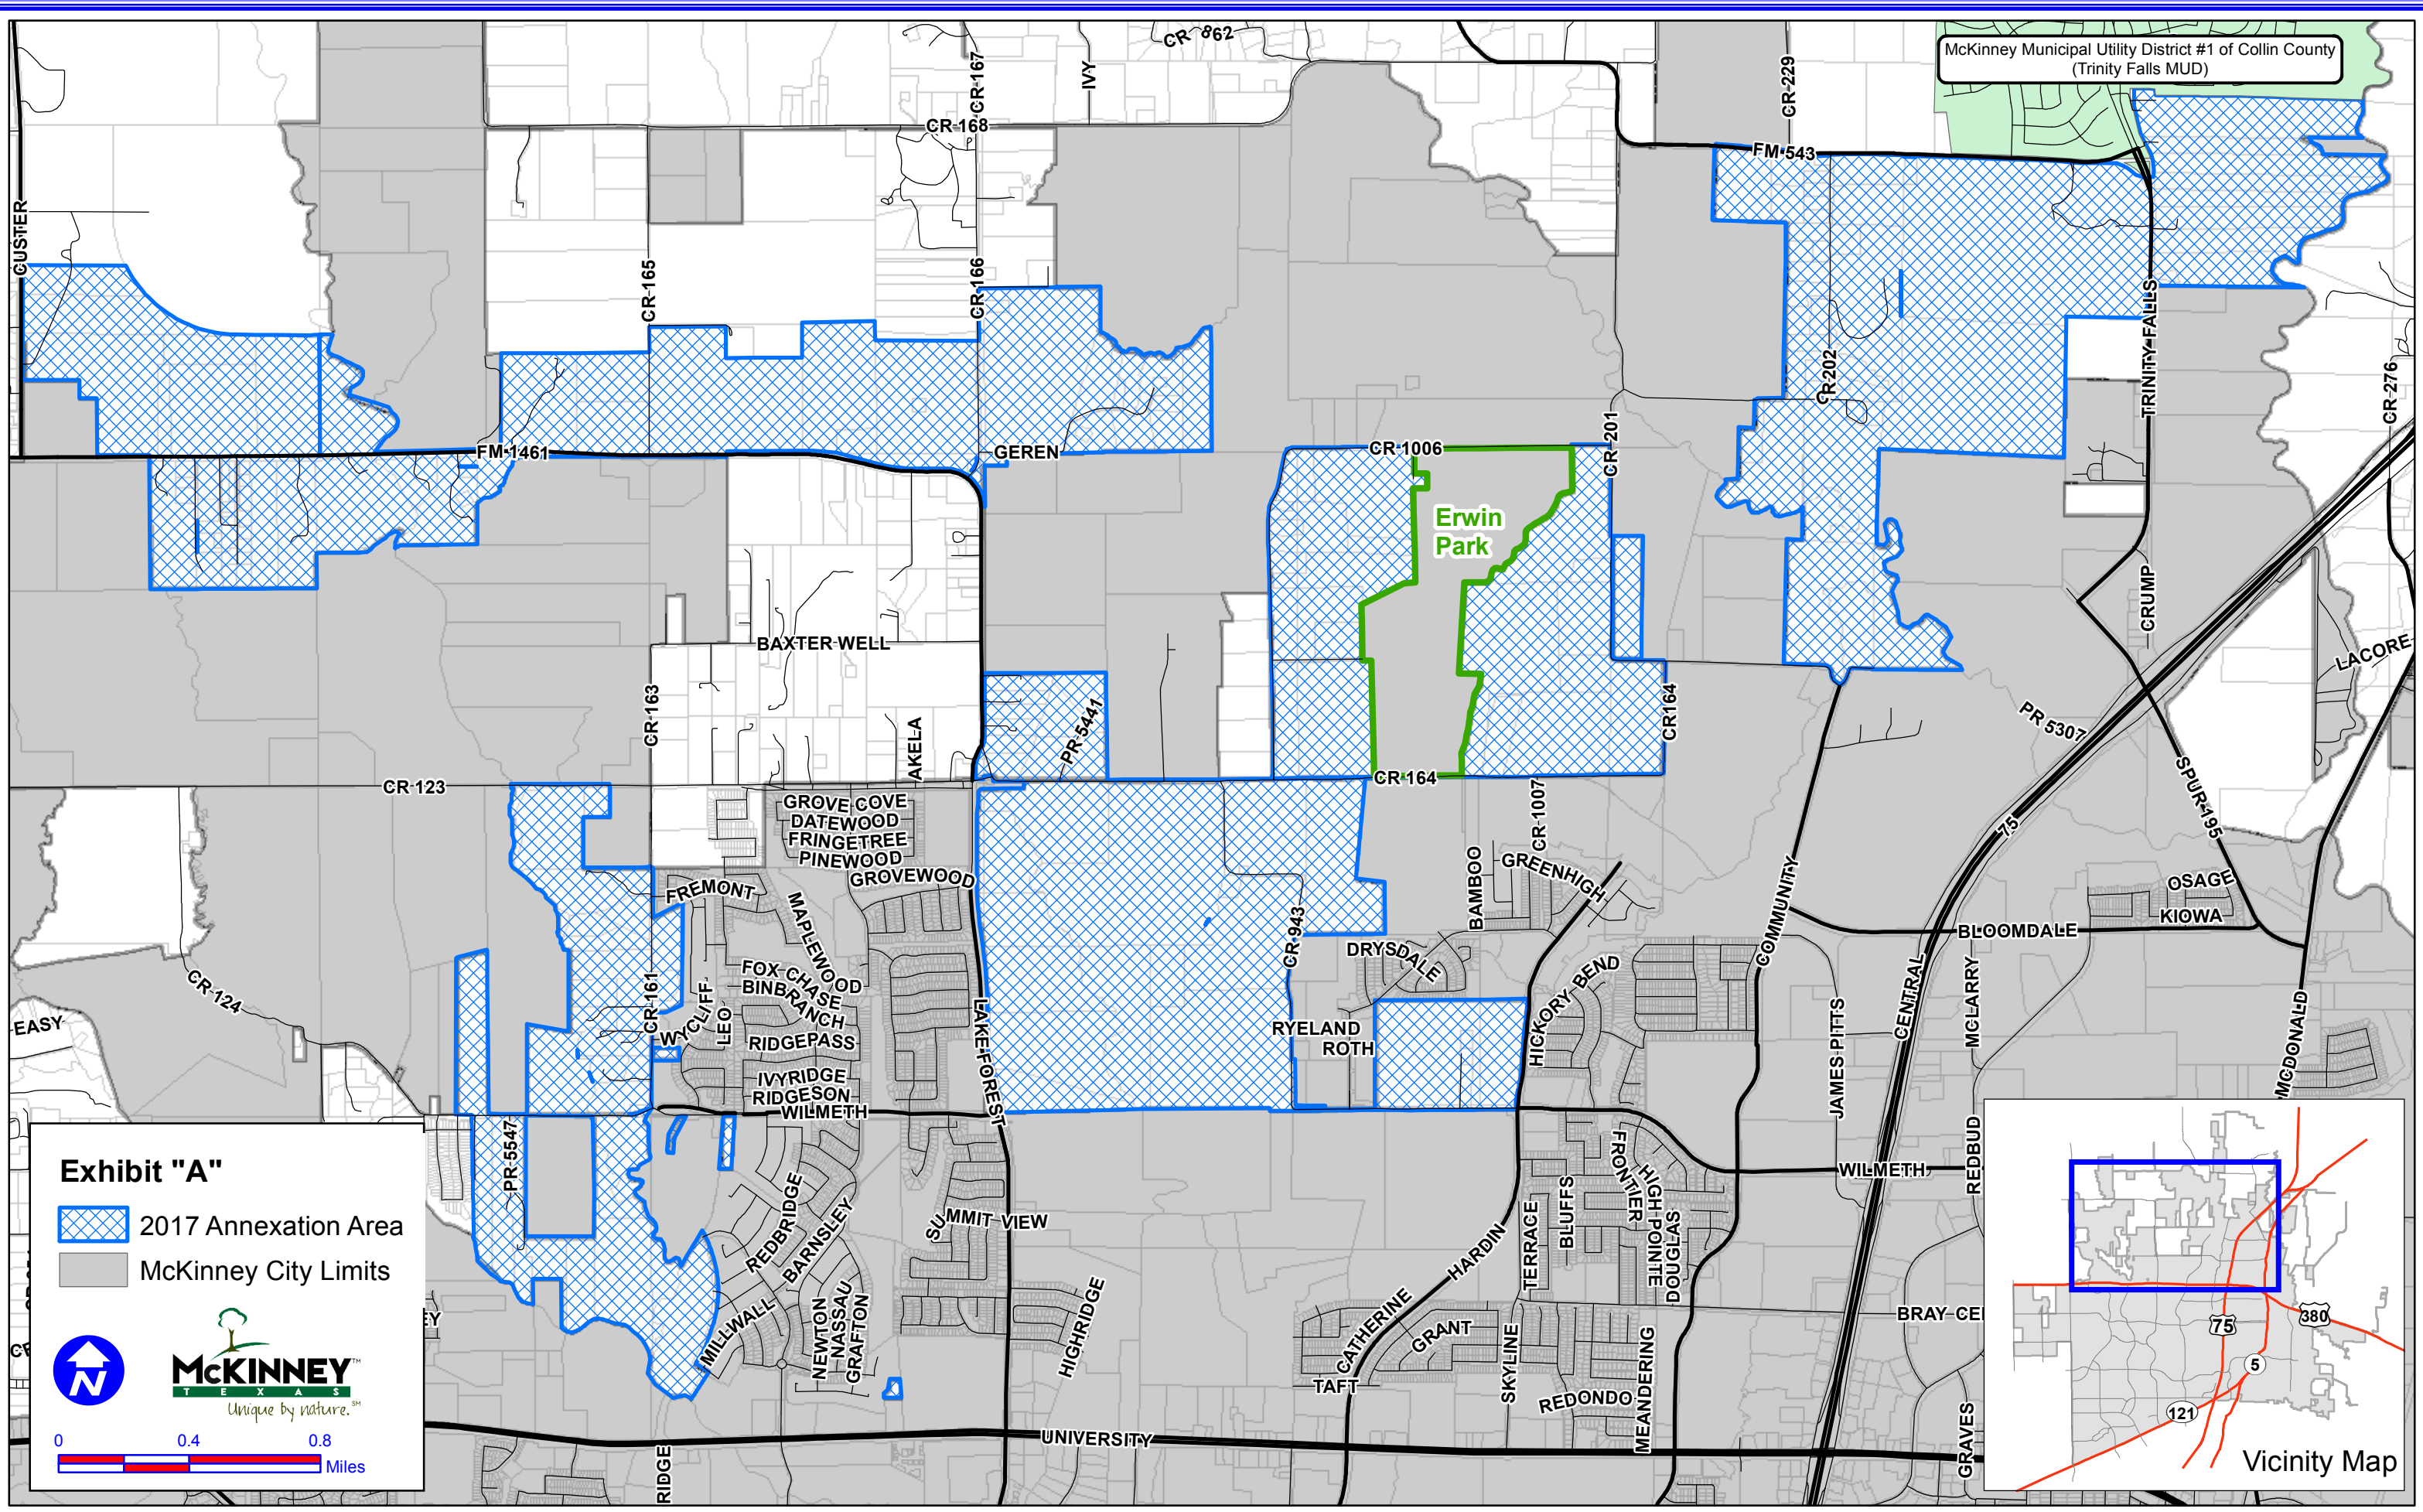 McKinney Municipal Utility District #1 of Collin County
(Trinity Falls MUD)
CR 862
CR 167
IVY
CR 229
CR 168
FM 543
CUSTER
CR 165
CR 166
TRINITY FALLS
CR 202
CR 276
FM 1461
GEREN
CR 1006
CR 201
Erwin
Park
CRUMP
BAXTER WELL
LACORE
CR 163
AKELA
PR 5441
CR164
PR 5307
CR 123
CR 164
SPUR 195
GROVE COVE
DATEWOOD
FRINGETREE
PINEWOOD
GROVEWOOD
CR 1007
75
FREMONT
MAPLEWOOD
BAMBOO
GREENHIGH
COMMUNITY
OSAGE
KIOWA
BLOOMDALE
CR 943
DRYSDALE
CR 124
CR 161
FOX CHASE
BINBRANCH
HICKORY BEND
CENTRAL
MCLARRY
EASY
WYCLIFF
LEO
RIDGEPASS
LAKE FOREST
RYELAND
ROTH
JAMES PITTS
MCDONALD
IVYRIDGE
RIDGESON
WILMETH
PR 5547
FRONTIER
HIGH POINTE
WILMETH
REDBUD
REDBRIDGE
BARNSLEY
SUMMIT VIEW
TERRACE
BLUFFS
DOUGLAS
HARDIN
MILLWALL
NEWTON
NASSAU
GRAFTON
HIGHRIDGE
CATHERINE
GRANT
BRAY CE
TAFT
SKYLINE
REDONDO
MEANDERING
UNIVERSITY
RIDGE
GRAVES
Exhibit "A"
2017 Annexation Area
McKinney City Limits
N
McKINNEY™
TEXAS
Unique by nature.℠
0 0.4 0.8
Miles
75
380
5
121
Vicinity Map